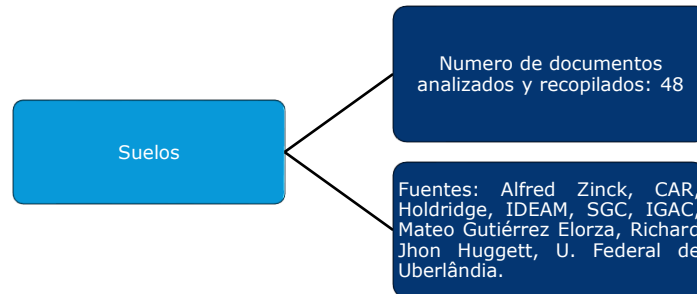 Suelos
Numero de documentos
analizados y recopilados: 48
Fuentes: Alfred Zinck, CAR,
Holdridge, IDEAM, SGC, IGAC,
Mateo Gutiérrez Elorza, Richard
Jhon Huggett, U. Federal de
Uberlândia.